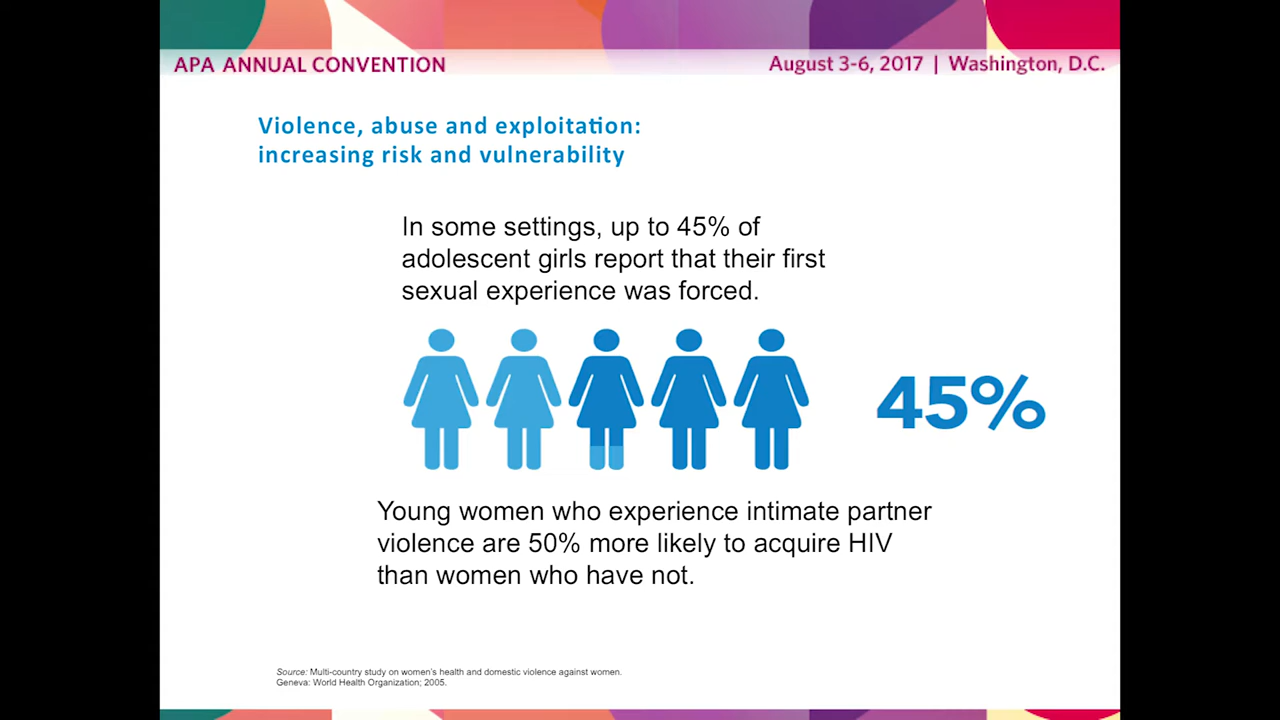 APA ANNUAL CONVENTION
August 3-6, 2017 | Washington, D.C.
Violence, abuse and exploitation:
increasing risk and vulnerability
In some settings, up to 45% of
adolescent girls report that their first
sexual experience was forced.
45%
Young women who experience intimate partner
violence are 50% more likely to acquire HIV
than women who have not.
Source: Multi-country study on women's health and domestic violence against women.
Geneva: World Health Organization; 2005.